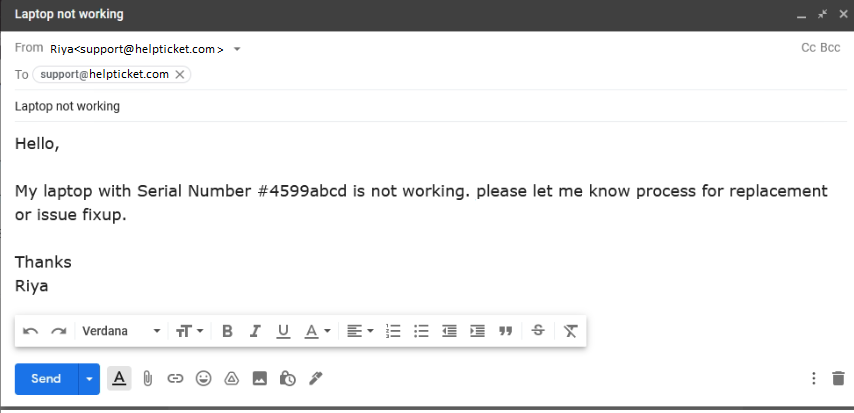 Laptop not working
From Riya<support@helpticket.com> Cc Bcc
To support@helpticket.com
Laptop not working
Hello,
My laptop with Serial Number #4599abcd is not working. please let me know process for replacement
or issue fixup.
Thanks
Riya
Verdana
Send